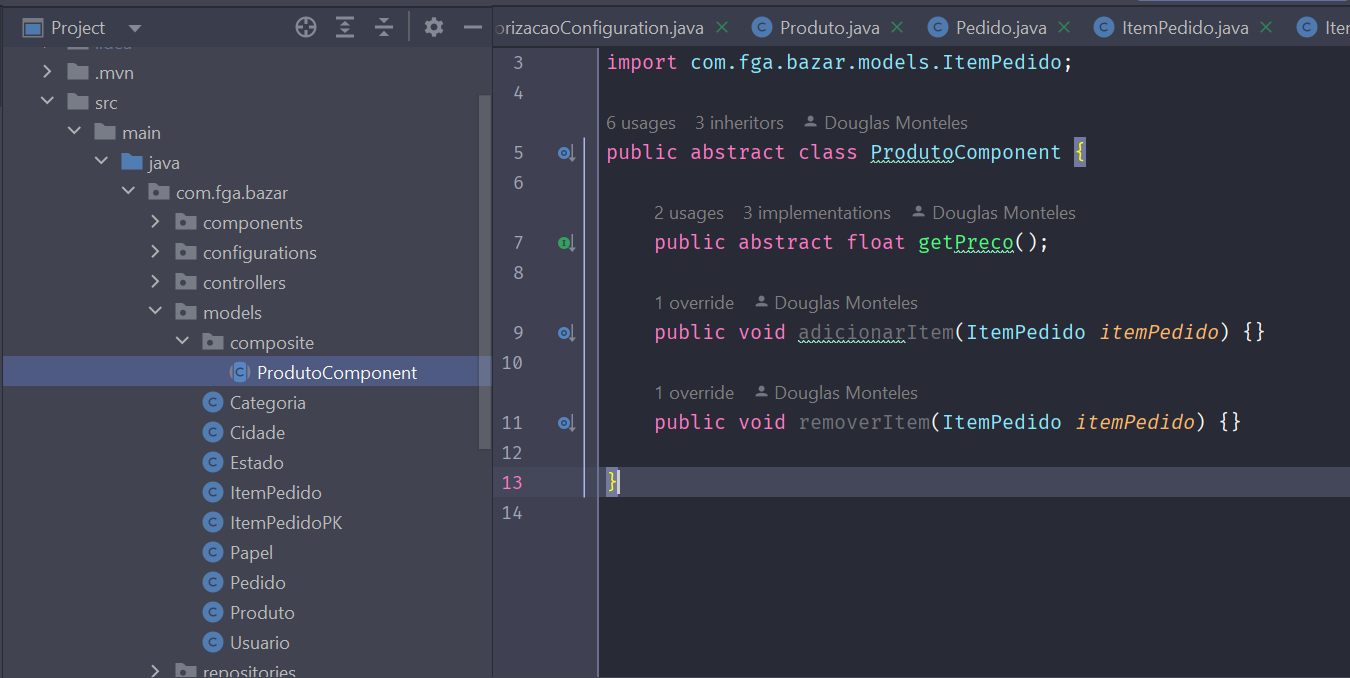 Project
.idea
.mvn
src
main
java
com.fga.bazar
components
configurations
controllers
models
composite
ProdutoComponent
Categoria
Cidade
Estado
ItemPedido
ItemPedidoPK
Papel
Pedido
Produto
Usuario
repositories
orizacaoConfiguration.java Produto.java Pedido.java ItemPedido.java Iter
3 import com.fga.bazar.models.ItemPedido;
4
6 usages 3 inheritors Douglas Monteles
5 public abstract class ProdutoComponent {
6
2 usages 3 implementations Douglas Monteles
7 public abstract float getPreco();
8
1 override Douglas Monteles
9 public void adicionarItem(ItemPedido itemPedido) {}
10
1 override Douglas Monteles
11 public void removerItem(ItemPedido itemPedido) {}
12
13 }
14